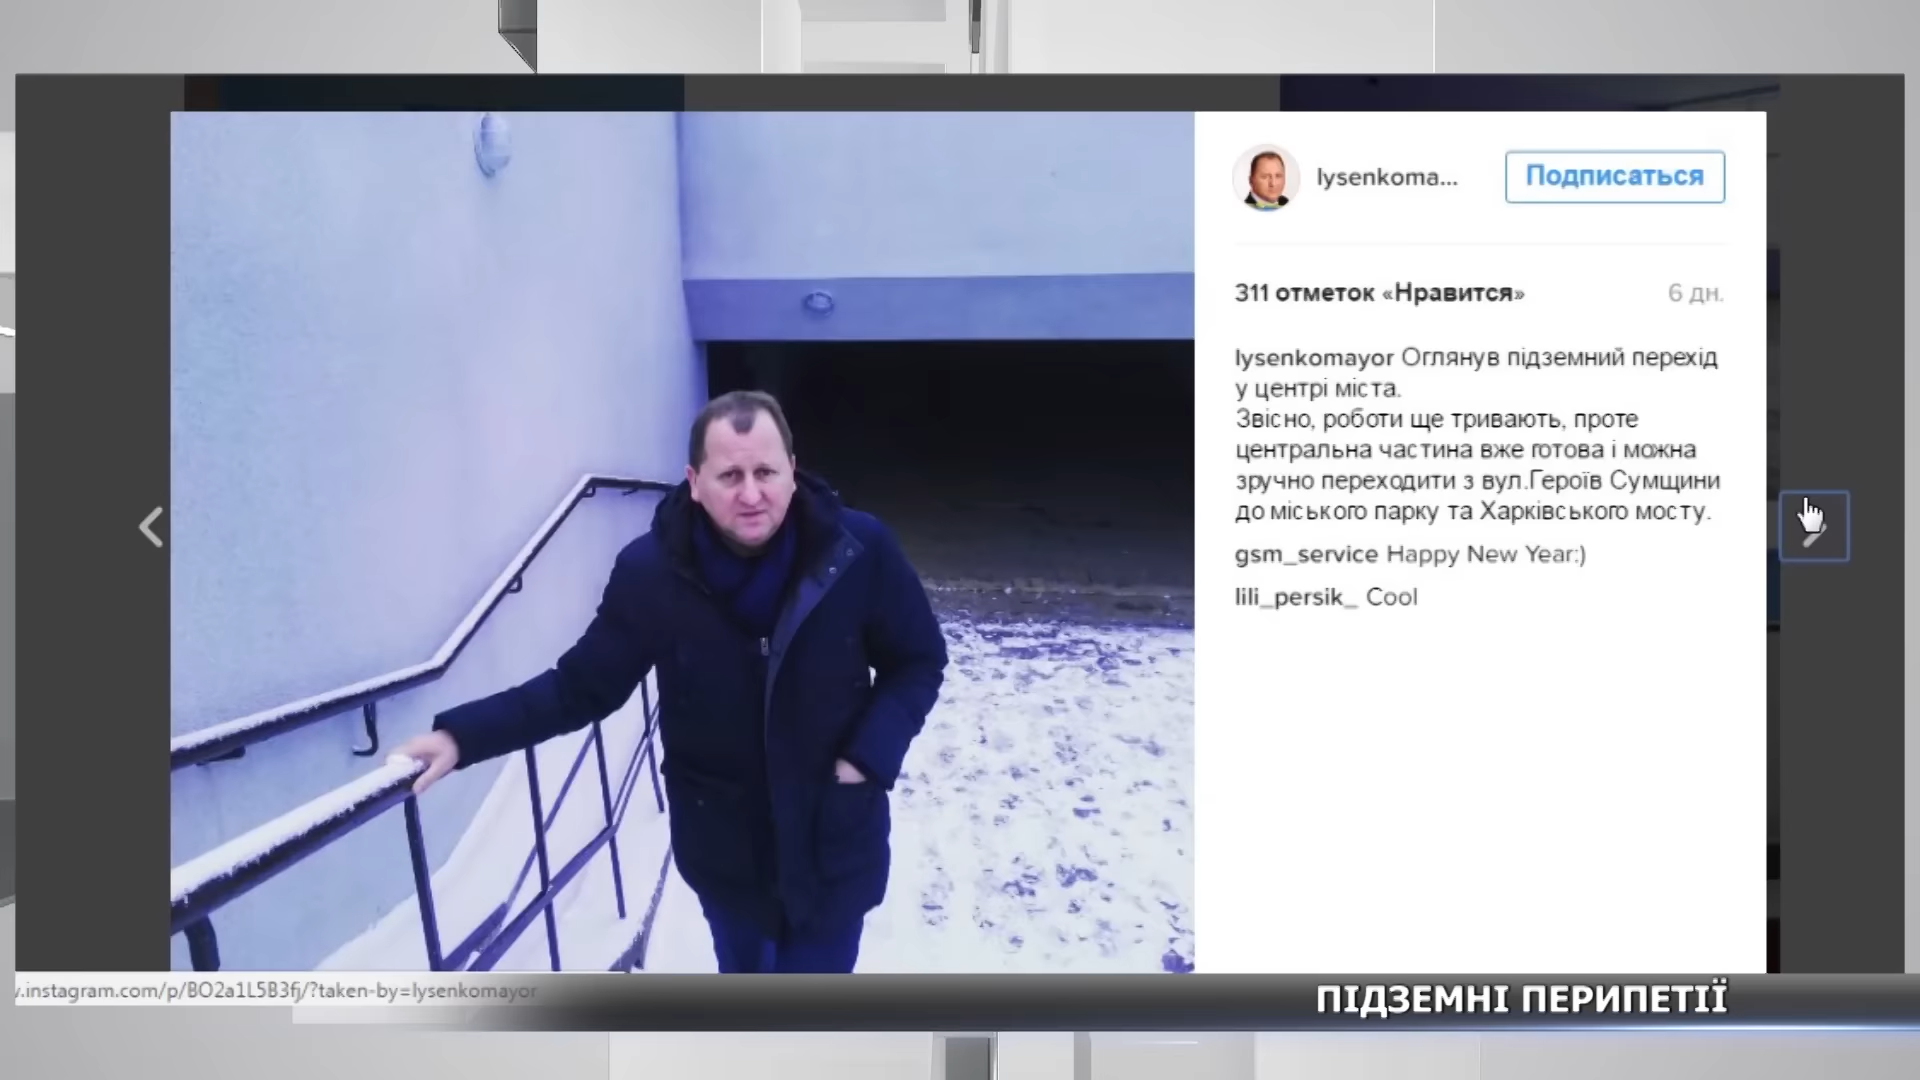 lysenkoma...
Подписаться
311 отметок «Нравится»
6 дн.
lysenkomayor Оглянув підземний перехід
у центрі міста.
Звісно, роботи ще тривають, проте
центральна частина вже готова і можна
зручно переходити з вул.Героїв Сумщини
до міського парку та Харківського мосту.
gsm_service Happy New Year:)
lili_persik_ Cool
.instagram.com/p/BO2a1L5B3fj/?taken-by=lysenkomayor
ПІДЗЕМНІ ПЕРИПЕТІЇ